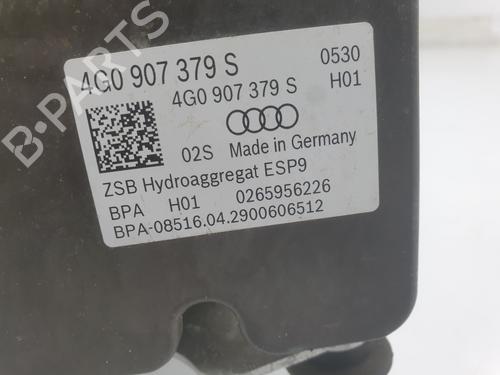 4G0 907 379 S 0530
4G0 907 379 S H01
02S Made in Germany
ZSB Hydroaggregat ESP9
BPA H01 0265956226
BPA-08516.04.2900606512
B-PARTS